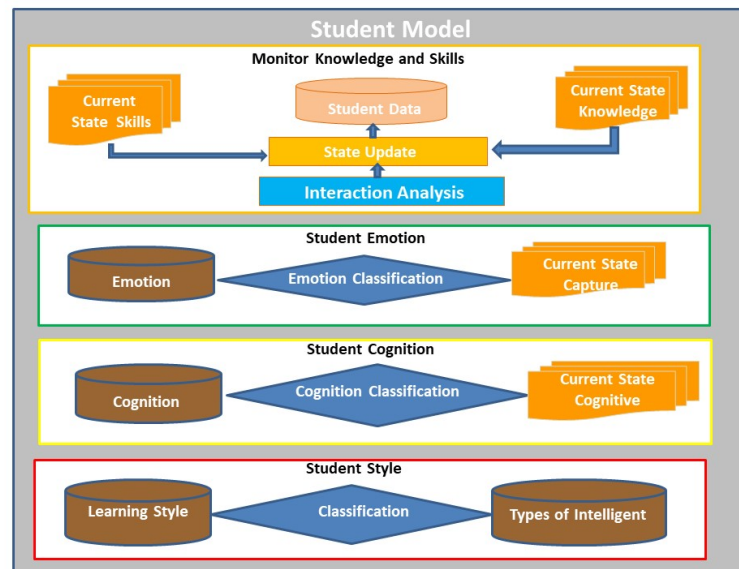 Student Model
Monitor Knowledge and Skills
Current
State Skills
Student Data
Current State
Knowledge
State Update
Interaction Analysis
Student Emotion
Emotion
Emotion Classification
Current State
Capture
Student Cognition
Cognition
Cognition Classification
Current State
Cognitive
Student Style
Learning Style
Classification
Types of Intelligent